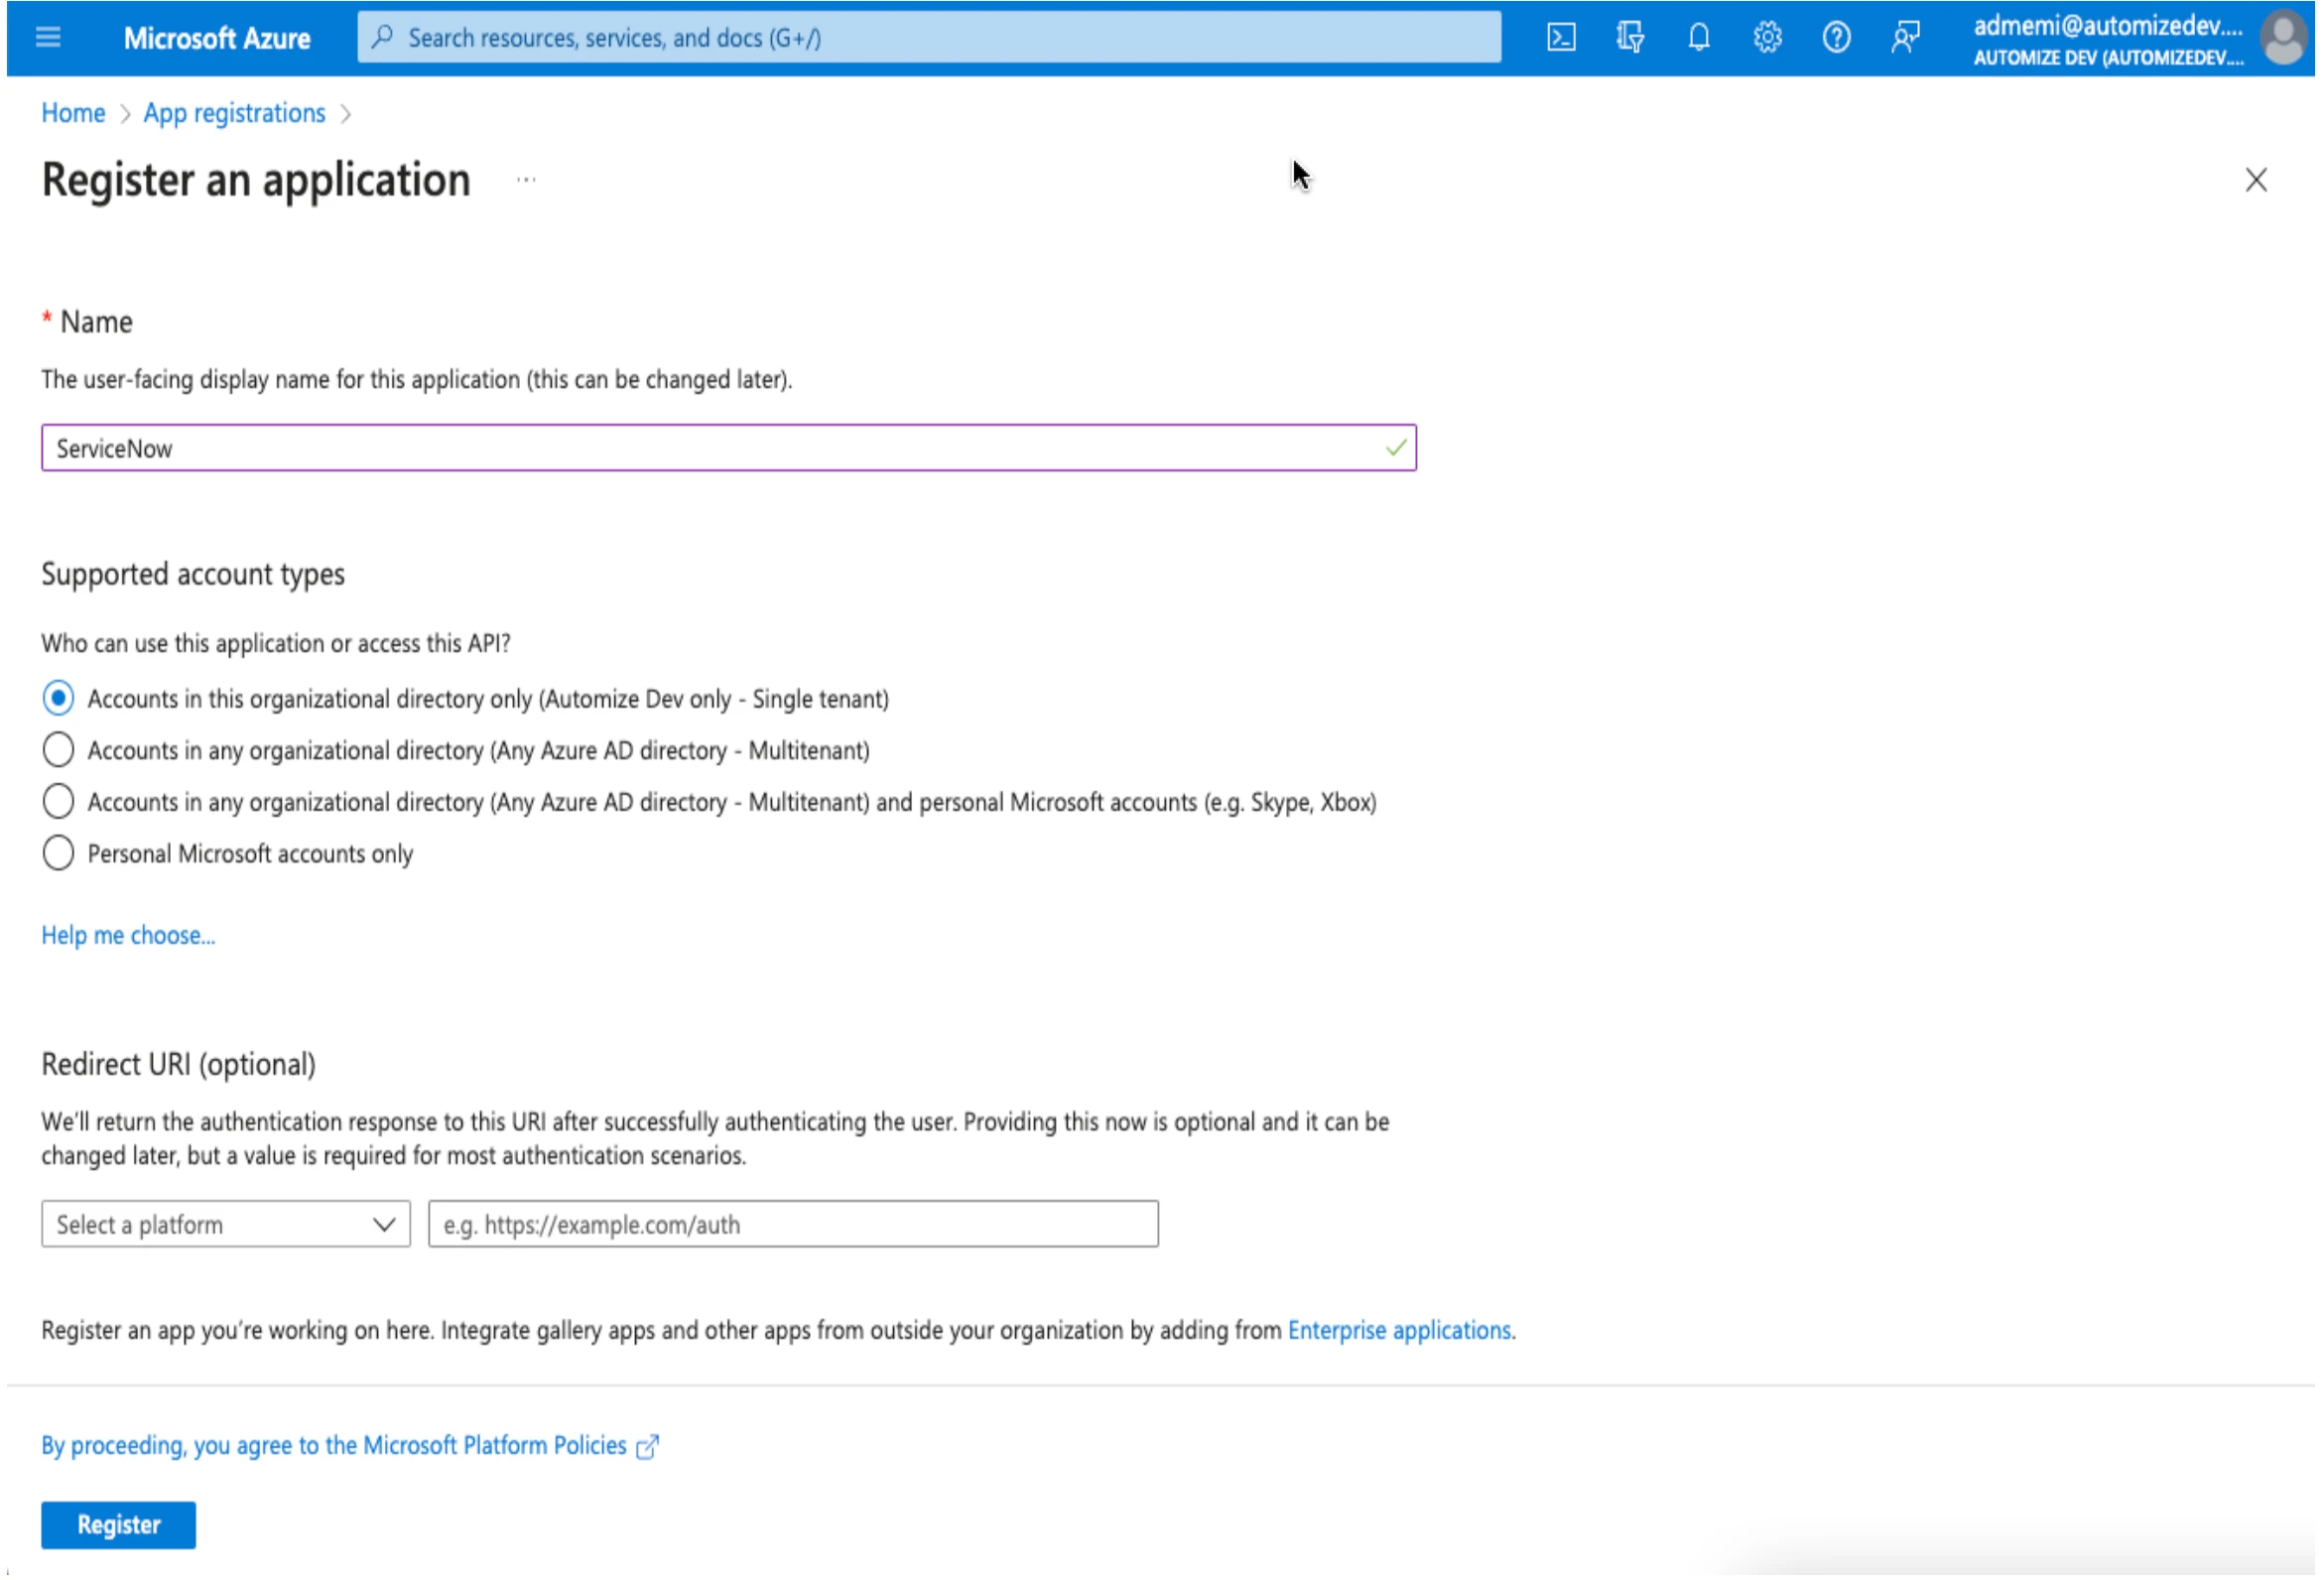 Microsoft Azure
Search resources, services, and docs (G+/)
admemi@automizedev....
AUTOMIZE DEV (AUTOMIZEDEV....
Home > App registrations >
Register an application ...
* Name
The user-facing display name for this application (this can be changed later).
ServiceNow
Supported account types
Who can use this application or access this API?
Accounts in this organizational directory only (Automize Dev only - Single tenant)
Accounts in any organizational directory (Any Azure AD directory - Multitenant)
Accounts in any organizational directory (Any Azure AD directory - Multitenant) and personal Microsoft accounts (e.g. Skype, Xbox)
Personal Microsoft accounts only
Help me choose...
Redirect URI (optional)
We'll return the authentication response to this URI after successfully authenticating the user. Providing this now is optional and it can be
changed later, but a value is required for most authentication scenarios.
Select a platform
e.g. https://example.com/auth
Register an app you're working on here. Integrate gallery apps and other apps from outside your organization by adding from Enterprise applications.
By proceeding, you agree to the Microsoft Platform Policies
Register